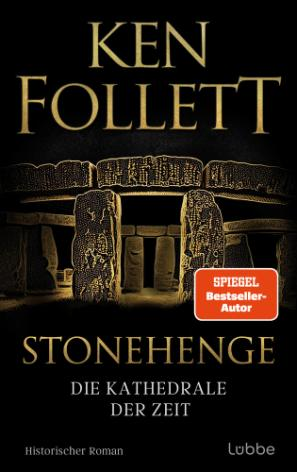 KEN
FOLLETT
SPIEGEL
Bestseller-
Autor
STONEHENGE
DIE KATHEDRALE
DER ZEIT
Historischer Roman
Lübbe